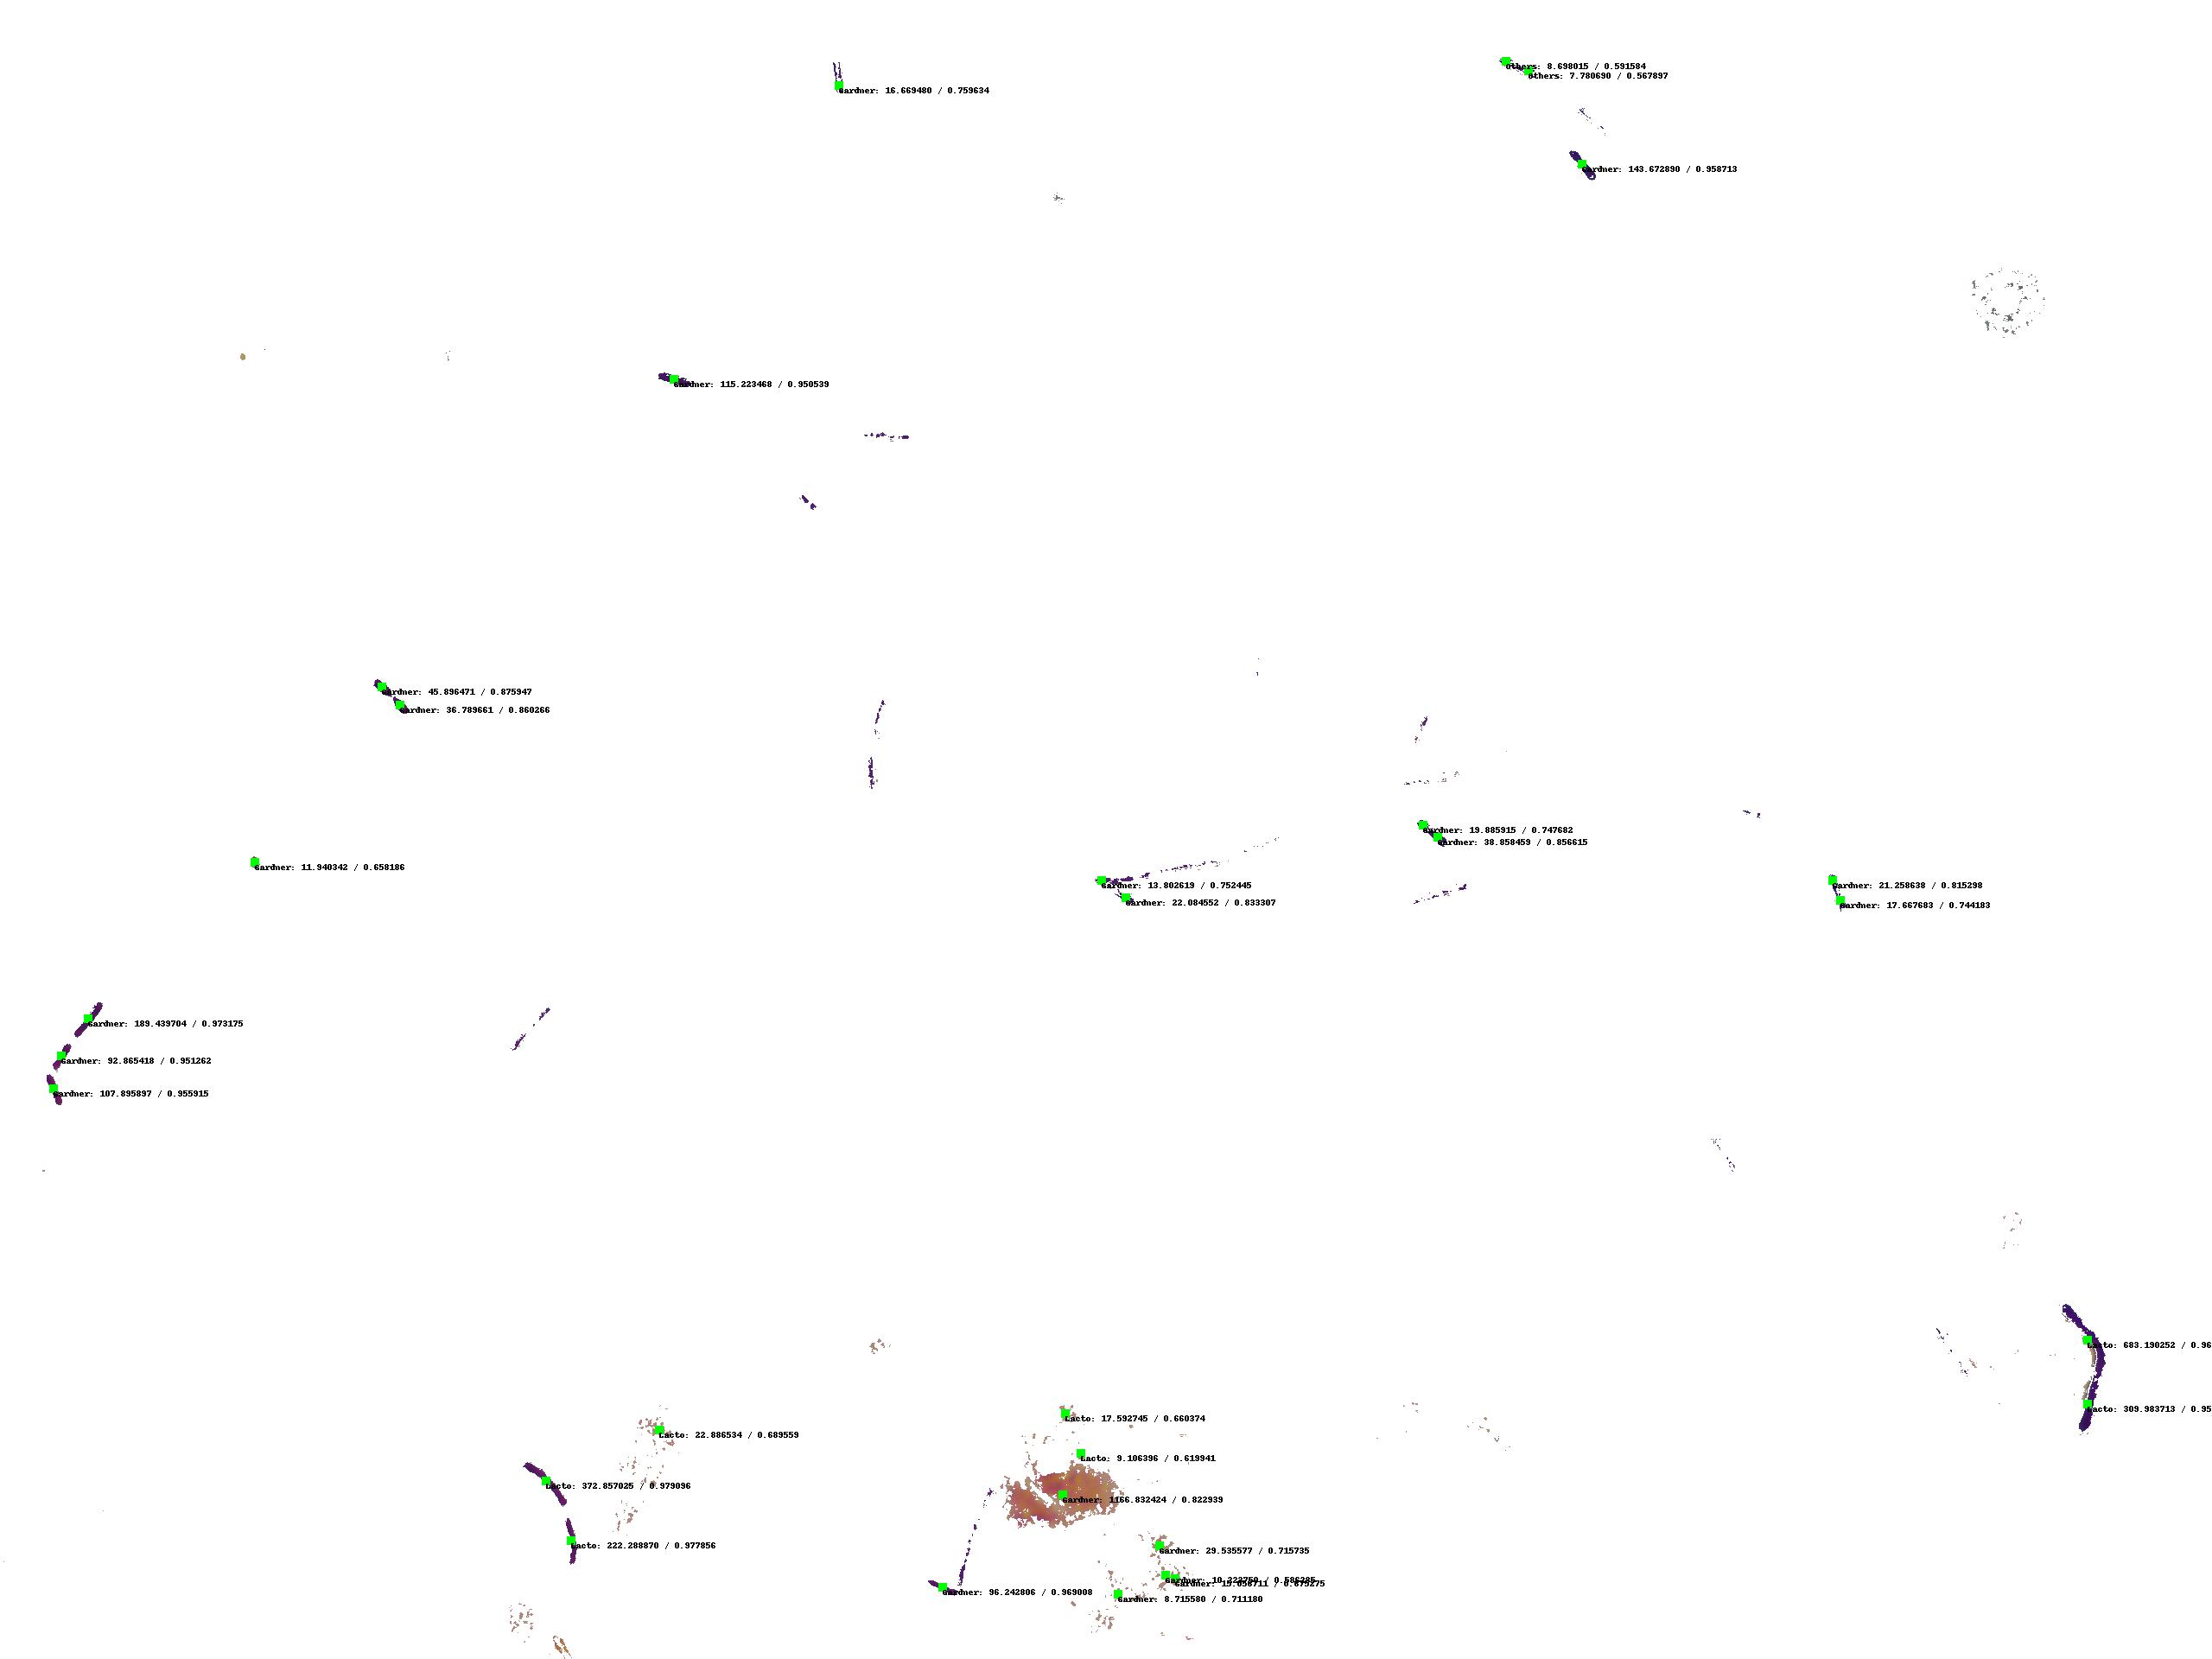 others: 8.698015 / 0.591584
others: 7.780690 / 0.567897
Gardner: 16.669480 / 0.759634
Gardner: 143.672890 / 0.958713
Gardner: 115.223468 / 0.950539
Gardner: 45.896471 / 0.875947
Gardner: 36.789661 / 0.860266
Gardner: 19.885915 / 0.747682
Gardner: 38.858459 / 0.856615
Gardner: 11.940342 / 0.658186
Gardner: 13.802619 / 0.752445
Gardner: 21.258638 / 0.815298
Gardner: 22.084552 / 0.833307
Gardner: 17.667683 / 0.744183
Gardner: 189.439704 / 0.973175
Gardner: 92.865418 / 0.951262
Gardner: 107.895897 / 0.955915
Lacto: 683.190252 / 0.96
Lacto: 309.983713 / 0.95
Lacto: 17.592745 / 0.660374
Lacto: 22.886534 / 0.689559
Lacto: 9.106396 / 0.619941
Lacto: 372.857025 / 0.979096
Gardner: 1166.832424 / 0.822939
Lacto: 222.288870 / 0.977856
Gardner: 29.535577 / 0.715735
Gardner:
Gardner:
Gardner: 96.242806 / 0.969008
Gardner: 8.715580 / 0.711180